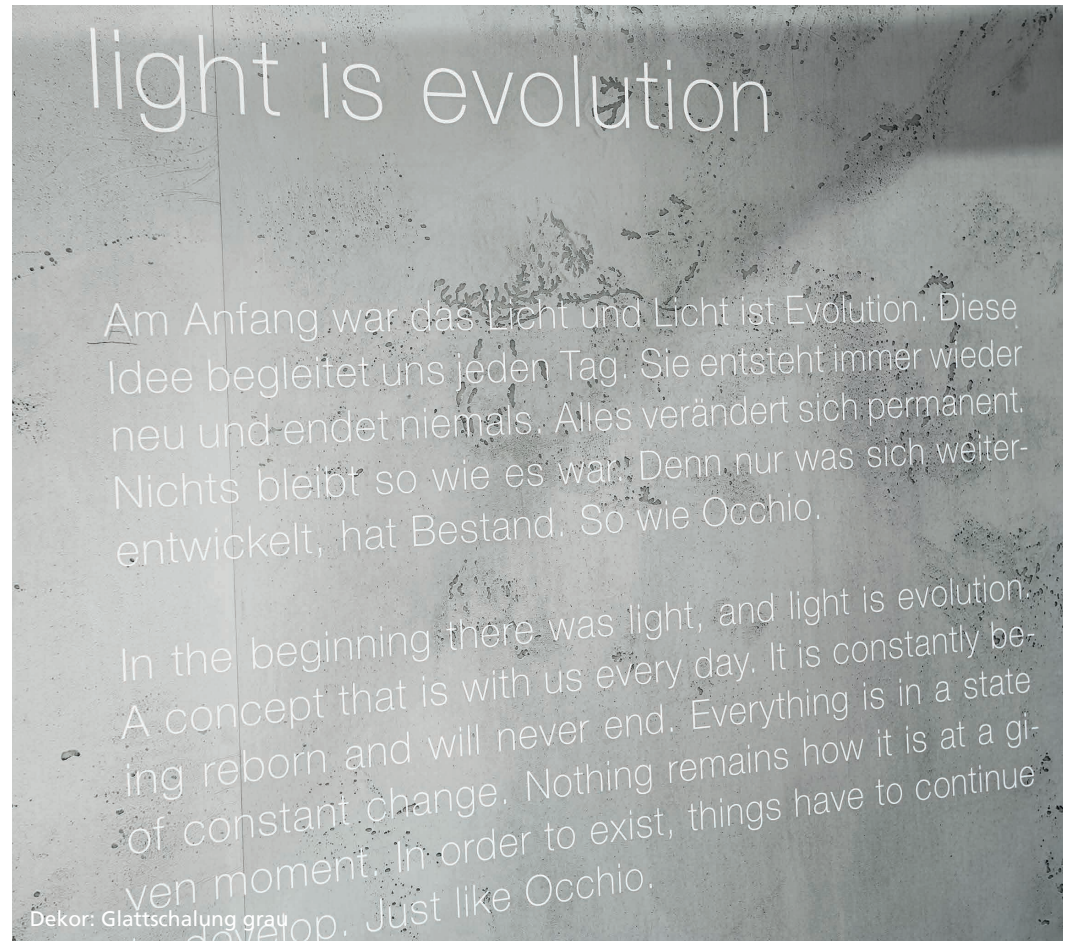 light is evolution
Am Anfang war das Licht und Licht ist Evolution. Diese
Idee begleitet uns jeden Tag. Sie entsteht immer wieder
neu und endet niemals. Alles verändert sich permanent.
Nichts bleibt so wie es war. Denn nur was sich weiter-
entwickelt, hat Bestand. So wie Occhio.
In the beginning there was light, and light is evolution.
A concept that is with us every day. It is constantly be-
ing reborn and will never end. Everything is in a state
of constant change. Nothing remains how it is at a gi-
ven moment. In order to exist, things have to continue
to develop. Just like Occhio.
Dekor: Glattschalung grau